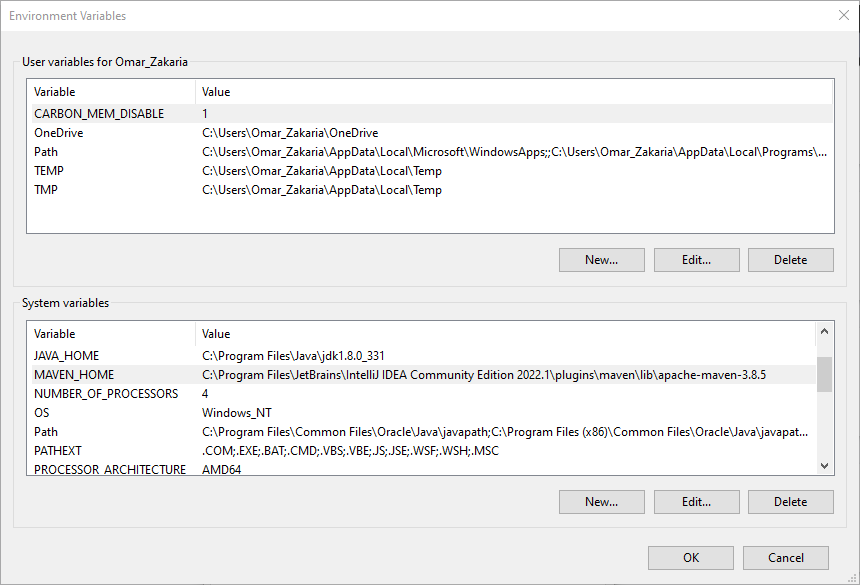 Environment Variables
User variables for Omar_Zakaria
Variable Value
CARBON_MEM_DISABLE 1
OneDrive C:\Users\Omar_Zakaria\OneDrive
Path C:\Users\Omar_Zakaria\AppData\Local\Microsoft\WindowsApps;;C:\Users\Omar_Zakaria\AppData\Local\Programs\...
TEMP C:\Users\Omar_Zakaria\AppData\Local\Temp
TMP C:\Users\Omar_Zakaria\AppData\Local\Temp
New... Edit... Delete
System variables
Variable Value
JAVA_HOME C:\Program Files\Java\jdk1.8.0_331
MAVEN_HOME C:\Program Files\JetBrains\IntelliJ IDEA Community Edition 2022.1\plugins\maven\lib\apache-maven-3.8.5
NUMBER_OF_PROCESSORS 4
OS Windows_NT
Path C:\Program Files\Common Files\Oracle\Java\javapath;C:\Program Files (x86)\Common Files\Oracle\Java\javapat...
PATHEXT .COM;.EXE;.BAT;.CMD;.VBS;.VBE;.JS;.JSE;.WSF;.WSH;.MSC
PROCESSOR_ARCHITECTURE AMD64
New... Edit... Delete
OK Cancel